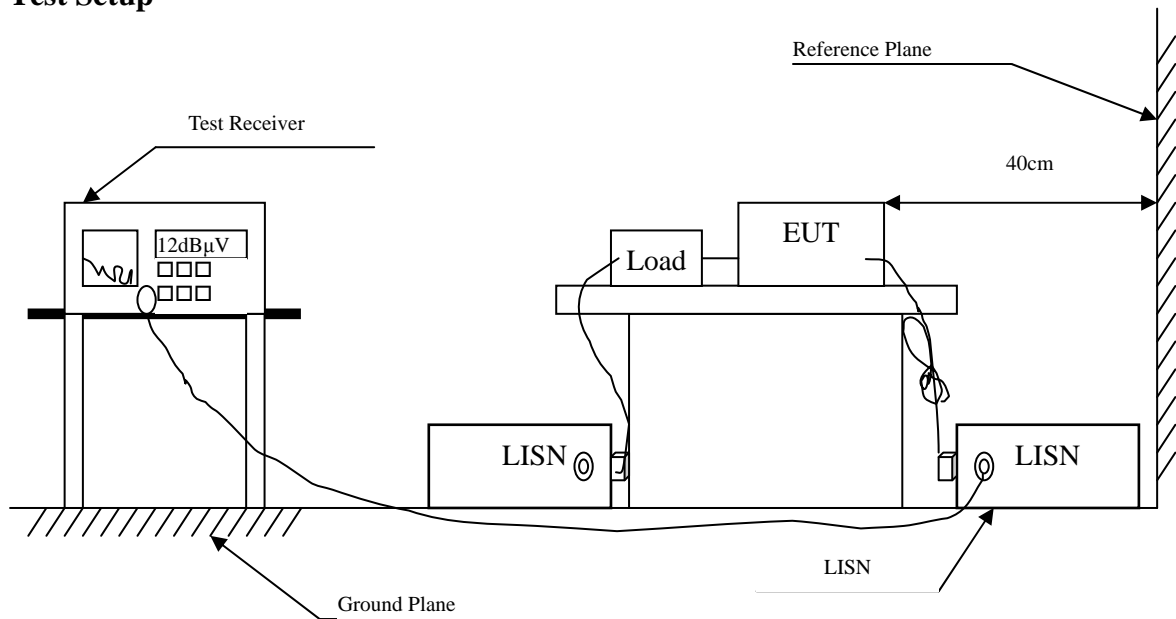 Test Setup
Reference Plane
Test Receiver
40cm
12dBµV
EUT
Load
LISN
LISN
LISN
Ground Plane